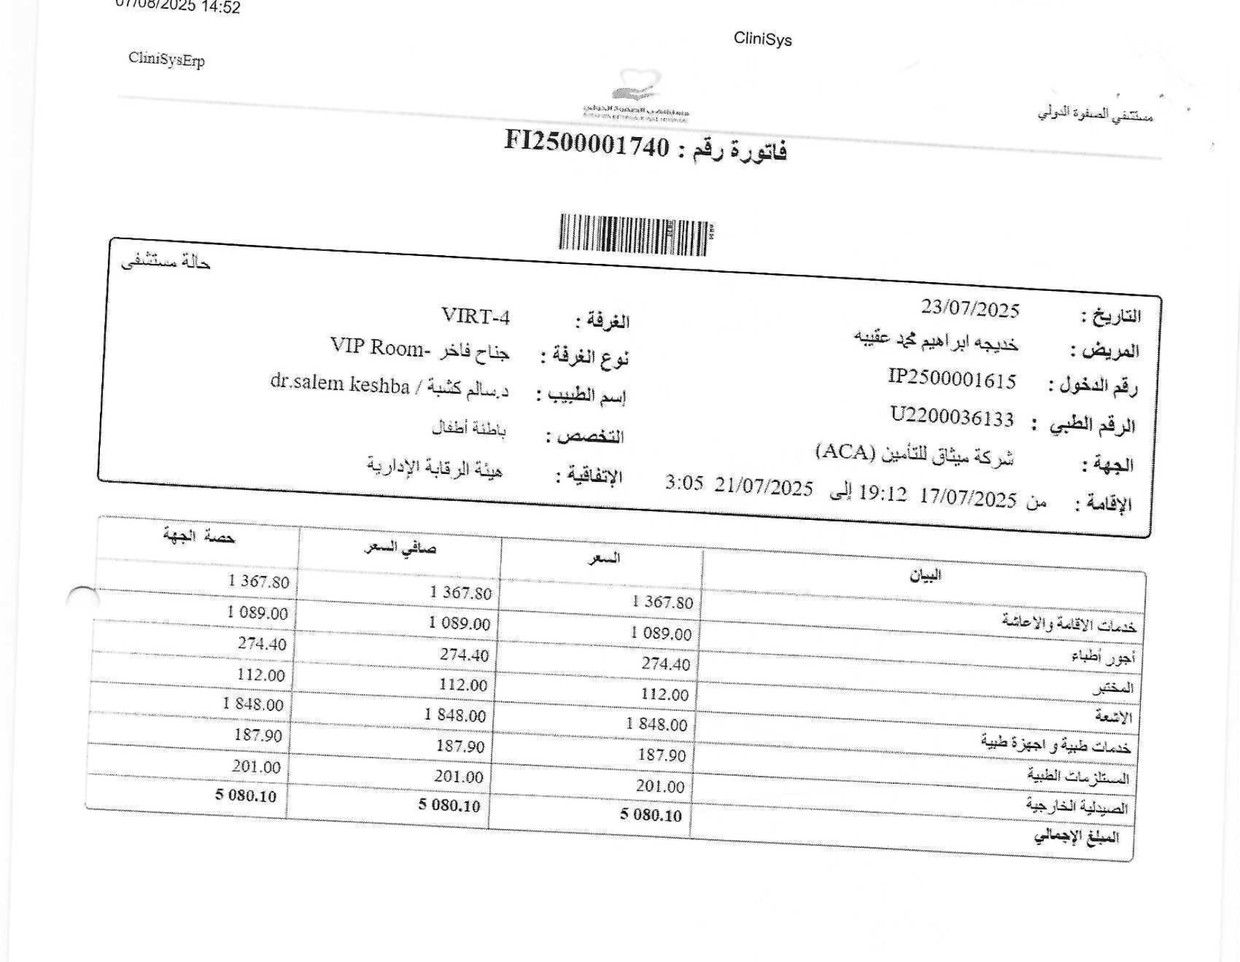 07/08/2025 14:52
CliniSys
CliniSysErp
مستشفي الصفوة الدولي
مستشفى الصفوة الدولي
فاتورة رقم : FI2500001740
حالة مستشفى
التاريخ : 23/07/2025
الغرفة : VIRT-4
المريض : خديجه ابراهيم محمد عقيبه
نوع الغرفة : جناح فاخر -VIP Room
رقم الدخول : IP2500001615
إسم الطبيب : د.سالم كشبة / dr.salem keshba
الرقم الطبي : U2200036133
التخصص : باطنة أطفال
الجهة : شركة ميثاق للتأمين (ACA)
الإتفاقية : هيئة الرقابة الإدارية
الإقامة : من 17/07/2025 19:12 إلى 21/07/2025 3:05
البيان السعر صافي السعر حصة الجهة
خدمات الاقامة والاعاشة 1 367.80 1 367.80 1 367.80
أجور أطباء 1 089.00 1 089.00 1 089.00
المختبر 274.40 274.40 274.40
الاشعة 112.00 112.00 112.00
خدمات طبية و اجهزة طبية 1 848.00 1 848.00 1 848.00
المستلزمات الطبية 187.90 187.90 187.90
الصيدلية الخارجية 201.00 201.00 201.00
المبلغ الإجمالي 5 080.10 5 080.10 5 080.10